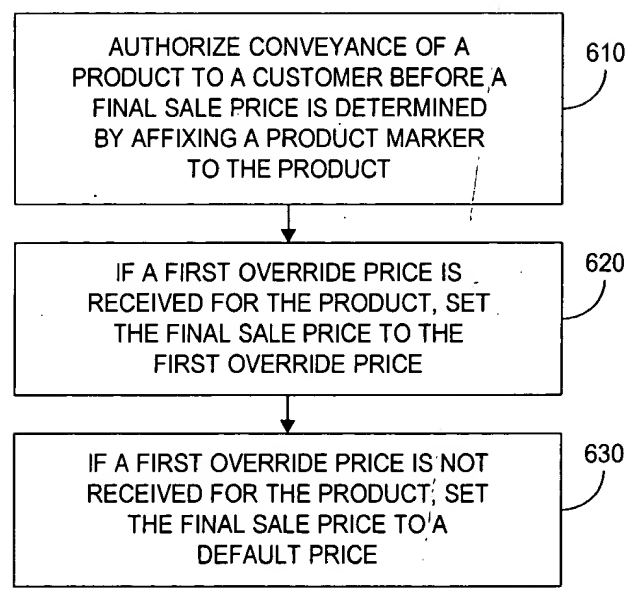 AUTHORIZE CONVEYANCE OF A
PRODUCT TO A CUSTOMER BEFORE A
FINAL SALE PRICE IS DETERMINED
BY AFFIXING A PRODUCT MARKER
TO THE PRODUCT
610
IF A FIRST OVERRIDE PRICE IS
RECEIVED FOR THE PRODUCT, SET
THE FINAL SALE PRICE TO THE
FIRST OVERRIDE PRICE
620
IF A FIRST OVERRIDE PRICE IS NOT
RECEIVED FOR THE PRODUCT, SET
THE FINAL SALE PRICE TO A
DEFAULT PRICE
630